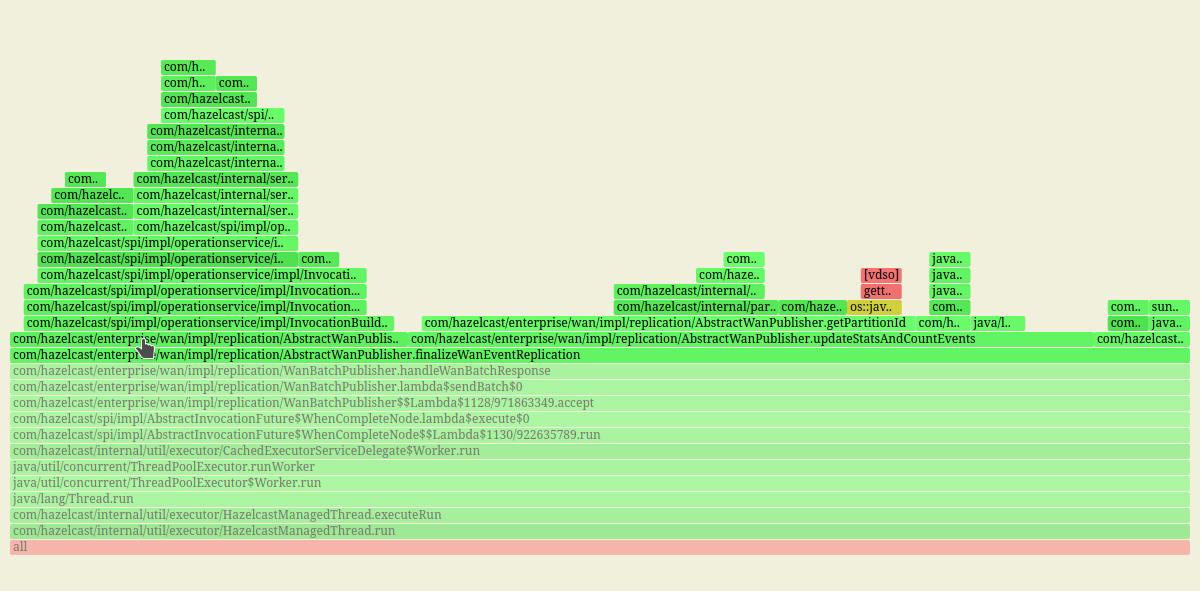 com/h..
com/h.. com..
com/hazelcast..
com/hazelcast/spi/..
com/hazelcast/interna..
com/hazelcast/interna..
com/hazelcast/interna..
com.. com/hazelcast/internal/ser..
com/hazelc.. com/hazelcast/internal/ser..
com/hazelcast.. com/hazelcast/internal/ser..
com/hazelcast.. com/hazelcast/spi/impl/op..
com/hazelcast/spi/impl/operationservice/i..
com/hazelcast/spi/impl/operationservice/i.. com.. com.. java..
com/hazelcast/spi/impl/operationservice/impl/Invocati.. com/haze.. [vdso] java..
com/hazelcast/spi/impl/operationservice/impl/Invocation... com/hazelcast/internal/.. gett.. java..
com/hazelcast/spi/impl/operationservice/impl/Invocation... com/hazelcast/internal/par.. com/haze.. os::jav.. com.. com.. sun..
com/hazelcast/spi/impl/operationservice/impl/InvocationBuild.. com/hazelcast/enterprise/wan/impl/replication/AbstractWanPublisher.getPartitionId com/h.. java/l.. com.. java..
com/hazelcast/enterprise/wan/impl/replication/AbstractWanPublis.. com/hazelcast/enterprise/wan/impl/replication/AbstractWanPublisher.updateStatsAndCountEvents com/hazelcast..
com/hazelcast/enterprise/wan/impl/replication/AbstractWanPublisher.finalizeWanEventReplication
com/hazelcast/enterprise/wan/impl/replication/WanBatchPublisher.handleWanBatchResponse
com/hazelcast/enterprise/wan/impl/replication/WanBatchPublisher.lambda$sendBatch$0
com/hazelcast/enterprise/wan/impl/replication/WanBatchPublisher$$Lambda$1128/971863349.accept
com/hazelcast/spi/impl/AbstractInvocationFuture$WhenCompleteNode.lambda$execute$0
com/hazelcast/spi/impl/AbstractInvocationFuture$WhenCompleteNode$$Lambda$1130/922635789.run
com/hazelcast/internal/util/executor/CachedExecutorServiceDelegate$Worker.run
java/util/concurrent/ThreadPoolExecutor.runWorker
java/util/concurrent/ThreadPoolExecutor$Worker.run
java/lang/Thread.run
com/hazelcast/internal/util/executor/HazelcastManagedThread.executeRun
com/hazelcast/internal/util/executor/HazelcastManagedThread.run
all